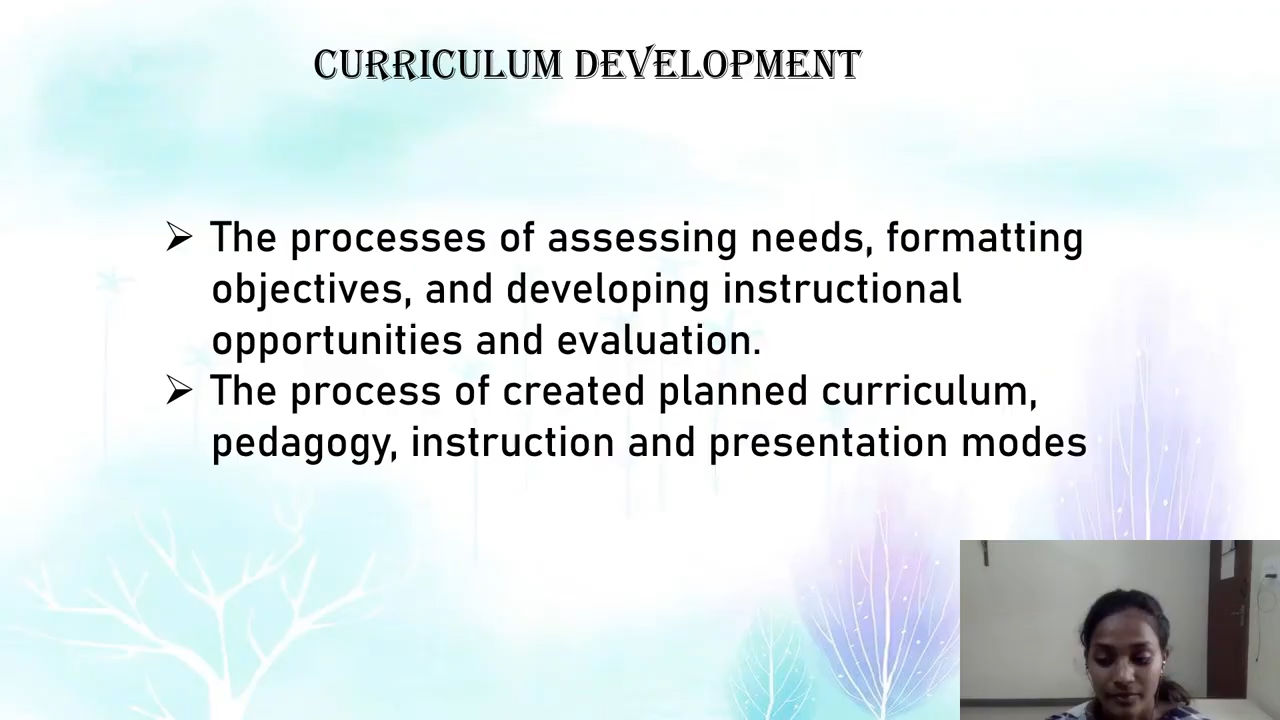 CURRICULUM DEVELOPMENT
➢ The processes of assessing needs, formatting
objectives, and developing instructional
opportunities and evaluation.
➢ The process of created planned curriculum,
pedagogy, instruction and presentation modes